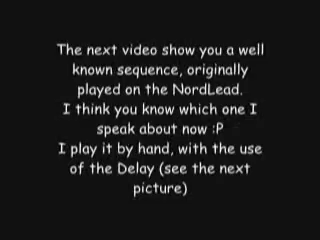 The next video show you a well
known sequence, originally
played on the NordLead.
I think you know which one I
speak about now :P
I play it by hand, with the use
of the Delay (see the next
picture)